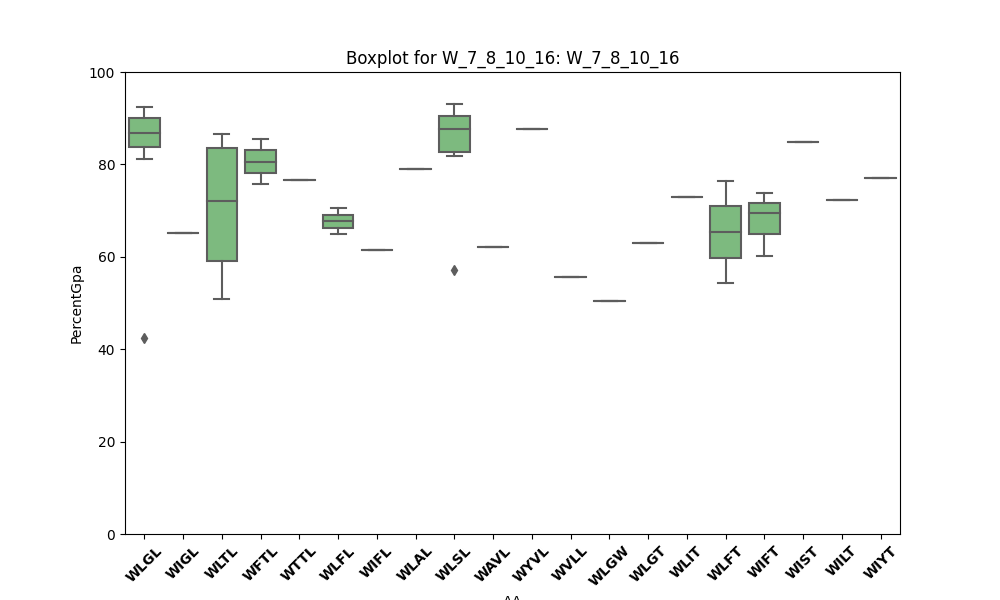 Boxplot for W_7_8_10_16: W_7_8_10_16
100
80
60
40
20
0
PercentGpa
WLGL WIGL WLTL WFTL WTTL WLFL WIFL WLAL WLSL WAVL WYVL WVLL WLGW WLGT WLIT WLFT WIFT WIST WILT WIYT
AA